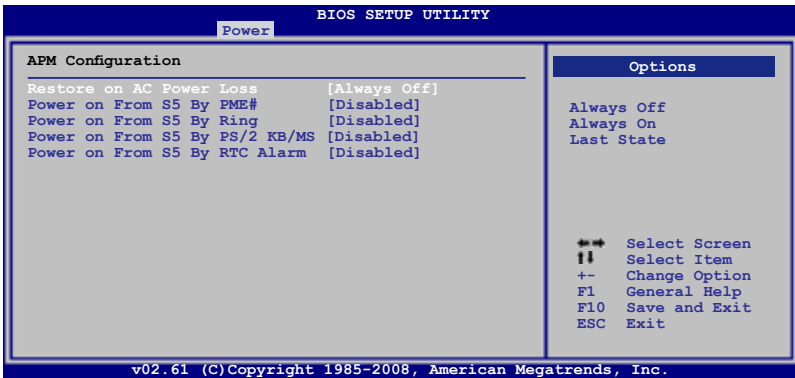 BIOS SETUP UTILITY
Power
APM Configuration
Restore on AC Power Loss [Always Off]
Power on From S5 By PME# [Disabled]
Power on From S5 By Ring [Disabled]
Power on From S5 By PS/2 KB/MS [Disabled]
Power on From S5 By RTC Alarm [Disabled]
Options
Always Off
Always On
Last State
←→ Select Screen
↑↓ Select Item
+- Change Option
F1 General Help
F10 Save and Exit
ESC Exit
v02.61 (C)Copyright 1985-2008, American Megatrends, Inc.